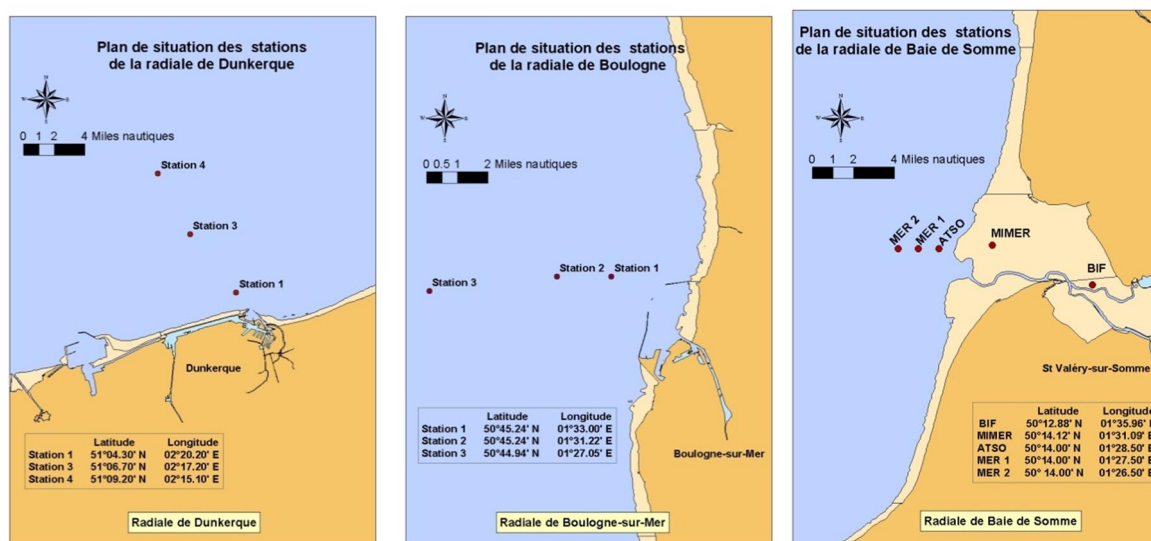 Plan de situation des stations
de la radiale de Dunkerque
N
0 1 2 4 Miles nautiques
Station 4
Station 3
Station 1
Dunkerque
Latitude Longitude
Station 1 51°04.30' N 02°20.20' E
Station 3 51°06.70' N 02°17.20' E
Station 4 51°09.20' N 02°15.10' E
Radiale de Dunkerque
Plan de situation des stations
de la radiale de Boulogne
0 0.5 1 2 Miles nautiques
Station 2 Station 1
Station 3
Latitude Longitude
Station 1 50°45.24' N 01°33.00' E
Station 2 50°45.24' N 01°31.22' E
Station 3 50°44.94' N 01°27.05' E
Boulogne-sur-Mer
Radiale de Boulogne-sur-Mer
Plan de situation des stations
de la radiale de Baie de Somme
0 1 2 4 Miles nautiques
MER 2 MER 1 ATSO
MIMER
BIF
St Valéry-sur-Somme
Latitude Longitude
BIF 50°12.88' N 01°35.96' E
MIMER 50°14.12' N 01°31.09' E
ATSO 50°14.00' N 01°28.50' E
MER 1 50°14.00' N 01°27.50' E
MER 2 50° 14.00' N 01°26.50' E
Radiale de Baie de Somme